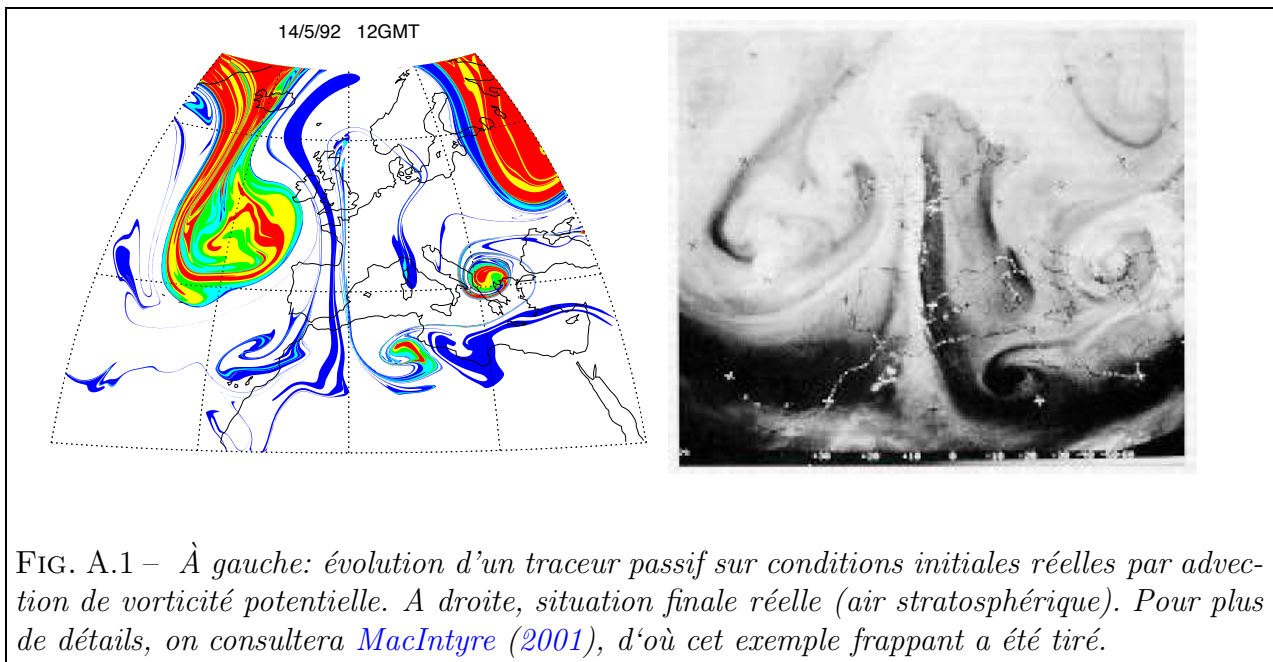 14/5/92 12GMT
FIG. A.1 – À gauche: évolution d'un traceur passif sur conditions initiales réelles par advec-
tion de vorticité potentielle. A droite, situation finale réelle (air stratosphérique). Pour plus
de détails, on consultera MacIntyre (2001), d‘où cet exemple frappant a été tiré.